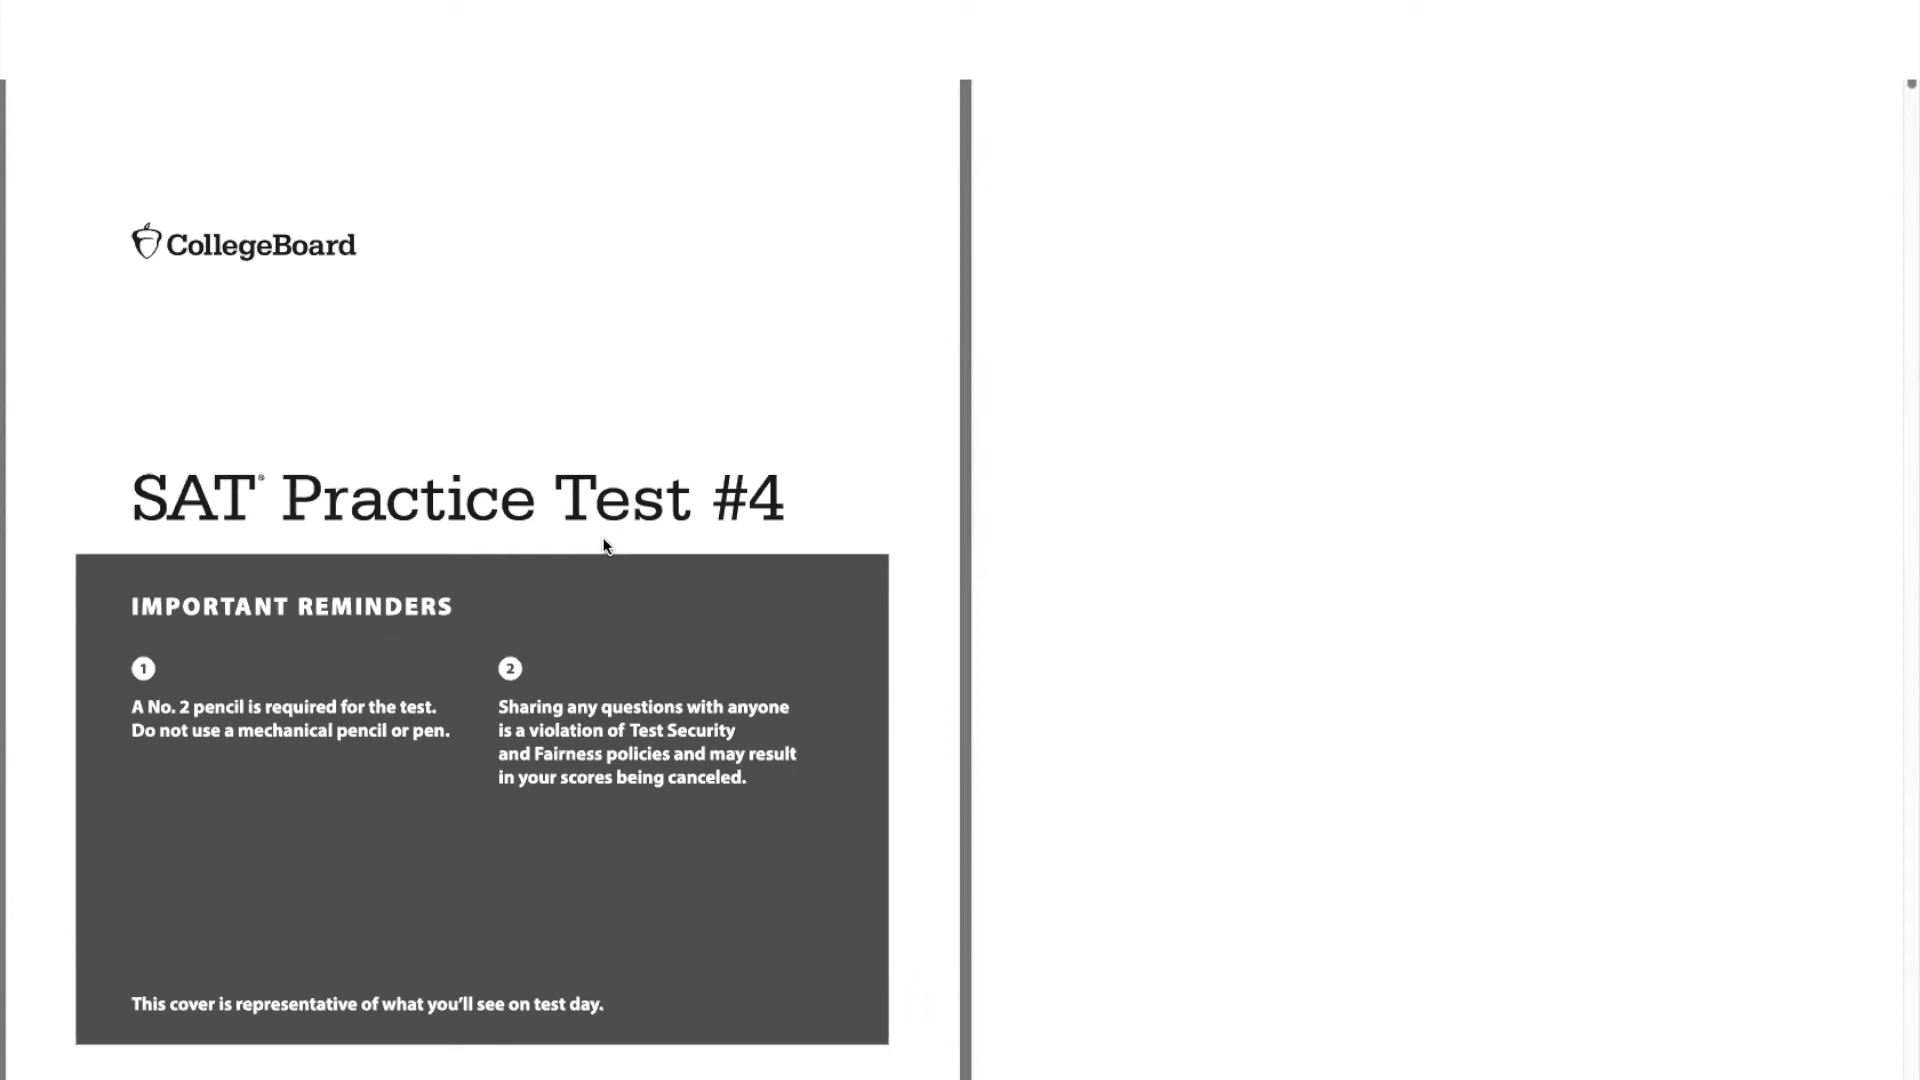 CollegeBoard
SAT® Practice Test #4
IMPORTANT REMINDERS
1
A No. 2 pencil is required for the test.
Do not use a mechanical pencil or pen.
2
Sharing any questions with anyone
is a violation of Test Security
and Fairness policies and may result
in your scores being canceled.
This cover is representative of what you’ll see on test day.